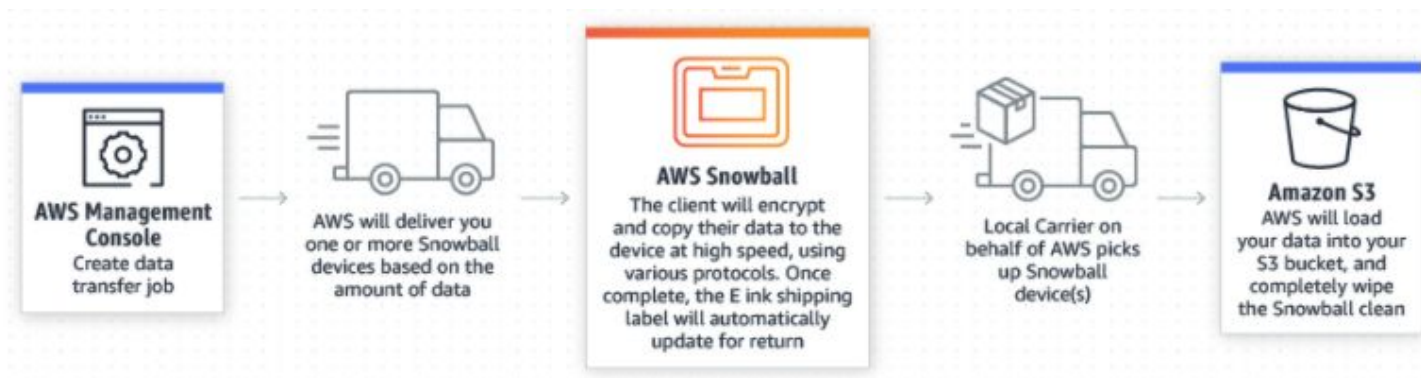 AWS Management
Console
Create data
transfer job
AWS will deliver you
one or more Snowball
devices based on the
amount of data
AWS Snowball
The client will encrypt
and copy their data to the
device at high speed, using
various protocols. Once
complete, the E ink shipping
label will automatically
update for return
Local Carrier on
behalf of AWS picks
up Snowball
device(s)
Amazon S3
AWS will load
your data into your
S3 bucket, and
completely wipe
the Snowball clean